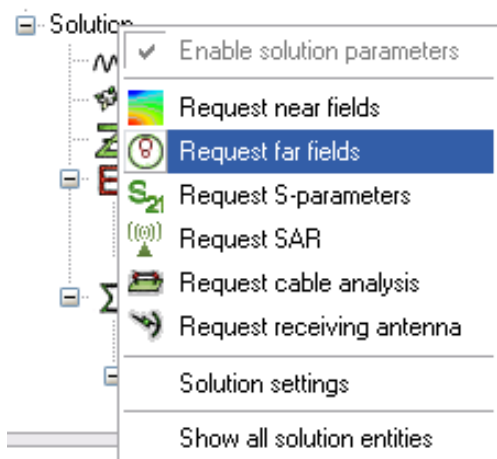 Solution
Enable solution parameters
Request near fields
Request far fields
S21 Request S-parameters
Request SAR
Request cable analysis
Request receiving antenna
Solution settings
Show all solution entities